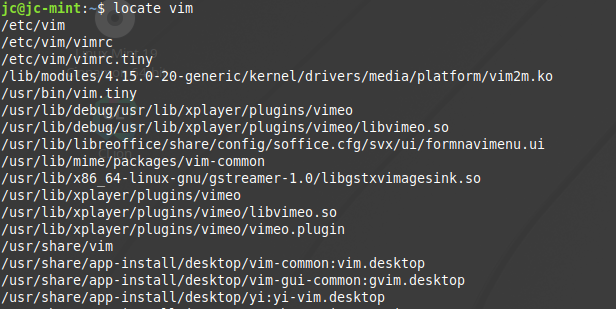 jc@jc-mint:~$ locate vim
/etc/vim
/etc/vim/vimrc
/etc/vim/vimrc.tiny
/lib/modules/4.15.0-20-generic/kernel/drivers/media/platform/vim2m.ko
/usr/bin/vim.tiny
/usr/lib/debug/usr/lib/xplayer/plugins/vimeo
/usr/lib/debug/usr/lib/xplayer/plugins/vimeo/libvimeo.so
/usr/lib/libreoffice/share/config/soffice.cfg/svx/ui/formnavimenu.ui
/usr/lib/mime/packages/vim-common
/usr/lib/x86_64-linux-gnu/gstreamer-1.0/libgstxvimagesink.so
/usr/lib/xplayer/plugins/vimeo
/usr/lib/xplayer/plugins/vimeo/libvimeo.so
/usr/lib/xplayer/plugins/vimeo/vimeo.plugin
/usr/share/vim
/usr/share/app-install/desktop/vim-common:vim.desktop
/usr/share/app-install/desktop/vim-gui-common:gvim.desktop
/usr/share/app-install/desktop/yi:yi-vim.desktop